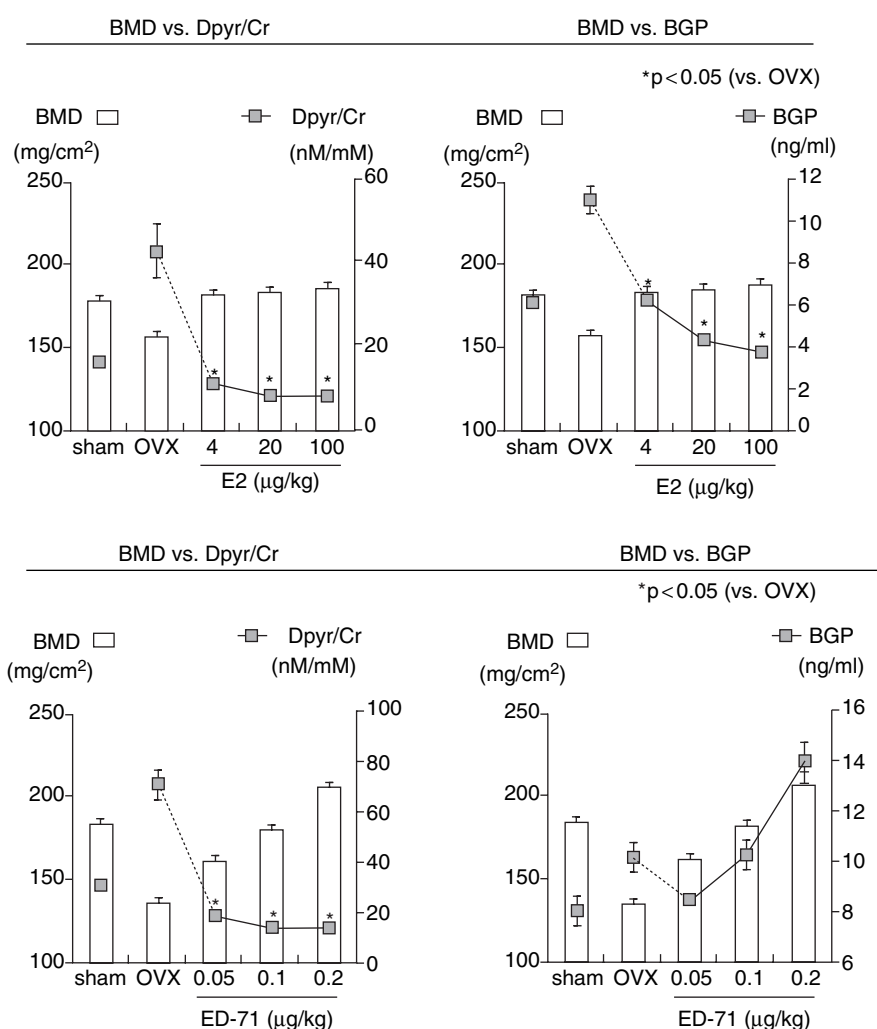 BMD vs. Dpyr/Cr
BMD vs. BGP
*p<0.05 (vs. OVX)
BMD
(mg/cm²)
Dpyr/Cr
(nM/mM)
250
200
150
100
60
40
20
0
* * *
sham OVX 4 20 100
E2 (µg/kg)
BMD
(mg/cm²)
BGP
(ng/ml)
250
200
150
100
12
10
8
6
4
2
0
* * *
sham OVX 4 20 100
E2 (µg/kg)
BMD vs. Dpyr/Cr
BMD vs. BGP
*p<0.05 (vs. OVX)
BMD
(mg/cm²)
Dpyr/Cr
(nM/mM)
250
200
150
100
100
80
60
40
20
0
* * *
sham OVX 0.05 0.1 0.2
ED-71 (µg/kg)
BMD
(mg/cm²)
BGP
(ng/ml)
250
200
150
100
16
14
12
10
8
6
sham OVX 0.05 0.1 0.2
ED-71 (µg/kg)